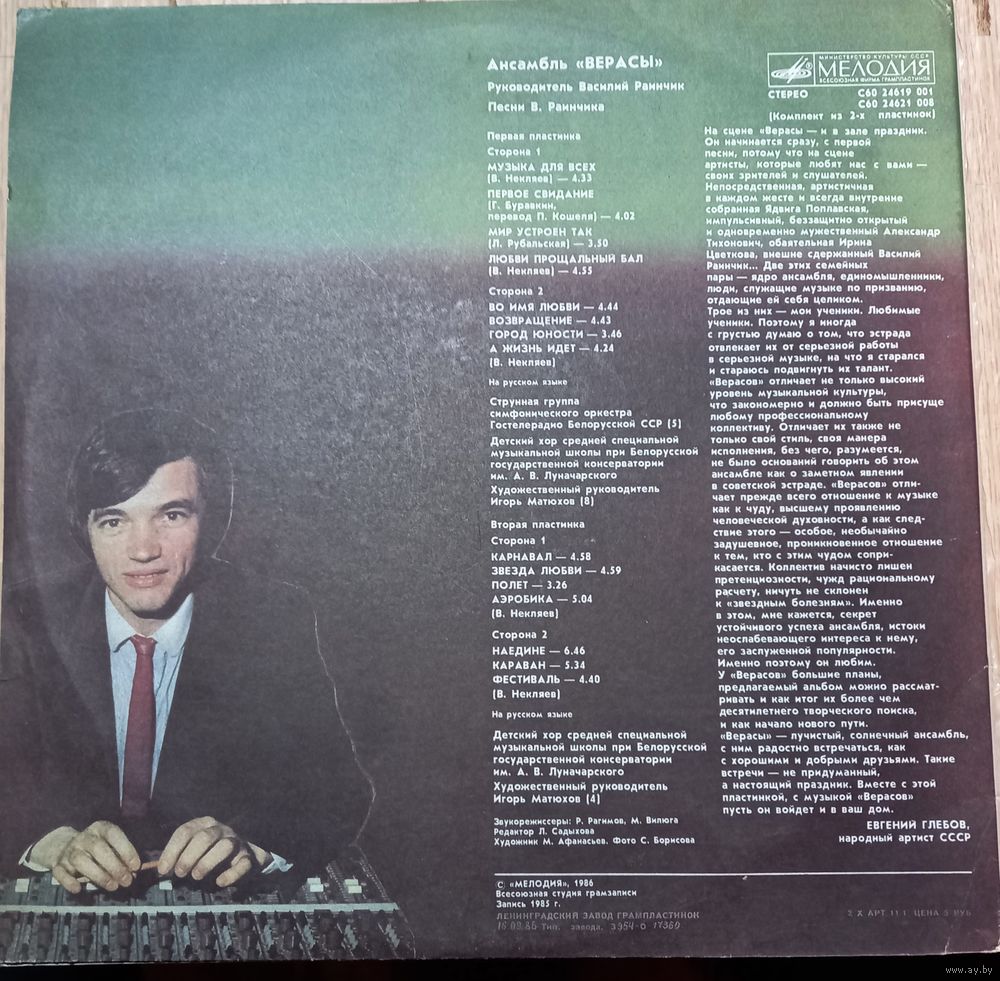 Ансамбль «ВЕРАСЫ»
Руководитель Василий Раинчик
Песни В. Раинчика
МИНИСТЕРСТВО КУЛЬТУРЫ СССР
МЕЛОДИЯ
ВСЕСОЮЗНАЯ ФИРМА ГРАМПЛАСТИНОК
СТЕРЕО
С60 24619 001
С60 24621 008
(Комплект из 2-х пластинок)
Первая пластинка
Сторона 1
МУЗЫКА ДЛЯ ВСЕХ
(В. Некляев) — 4.33
ПЕРВОЕ СВИДАНИЕ
(Г. Буравкин,
перевод П. Кошеля) — 4.02
МИР УСТРОЕН ТАК
(Л. Рубальская) — 3.50
ЛЮБВИ ПРОЩАЛЬНЫЙ БАЛ
(В. Некляев) — 4.55
Сторона 2
ВО ИМЯ ЛЮБВИ — 4.44
ВОЗВРАЩЕНИЕ — 4.43
ГОРОД ЮНОСТИ — 3.46
А ЖИЗНЬ ИДЕТ — 4.24
(В. Некляев)
На русском языке
Струнная группа
симфонического оркестра
Гостелерадио Белорусской ССР (5)
Детский хор средней специальной
музыкальной школы при Белорусской
государственной консерватории
им. А. В. Луначарского
Художественный руководитель
Игорь Матюхов (8)
Вторая пластинка
Сторона 1
КАРНАВАЛ — 4.58
ЗВЕЗДА ЛЮБВИ — 4.59
ПОЛЕТ — 3.26
АЭРОБИКА — 5.04
(В. Некляев)
Сторона 2
НАЕДИНЕ — 6.46
КАРАВАН — 5.34
ФЕСТИВАЛЬ — 4.40
(В. Некляев)
На русском языке
Детский хор средней специальной
музыкальной школы при Белорусской
государственной консерватории
им. А. В. Луначарского
Художественный руководитель
Игорь Матюхов (4)
Звукорежиссеры: Р. Рагимов, М. Вилюга
Редактор Л. Садыхова
Художник М. Афанасьев. Фото С. Борисова
На сцене «Верасы — и в зале праздник.
Он начинается сразу, с первой
песни, потому что на сцене
артисты, которые любят нас с вами —
своих зрителей и слушателей.
Непосредственная, артистичная
в каждом жесте и всегда внутренне
собранная Ядвига Поплавская,
импульсивный, беззащитно открытый
и одновременно мужественный Александр
Тихонович, обаятельная Ирина
Цветкова, внешне сдержанный Василий
Раинчик... Две этих семейных
пары — ядро ансамбля, единомышленники,
люди, служащие музыке по призванию,
отдающие ей себя целиком.
Трое из них — мои ученики. Любимые
ученики. Поэтому я иногда
с грустью думаю о том, что эстрада
отвлекает их от серьезной работы
в серьезной музыке, на что я старался
и стараюсь подвигнуть их талант.
«Верасов» отличает не только высокий
уровень музыкальной культуры,
что закономерно и должно быть присуще
любому профессиональному
коллективу. Отличает их также не
только свой стиль, своя манера
исполнения, без чего, разумеется,
не было оснований говорить об этом
ансамбле как о заметном явлении
в советской эстраде. «Верасов» отли-
чает прежде всего отношение к музыке
как к чуду, высшему проявлению
человеческой духовности, а как след-
ствие этого — особое, необычайно
задушевное, проникновенное отношение
к тем, кто с этим чудом сопри-
касается. Коллектив начисто лишен
претенциозности, чужд рациональному
расчету, ничуть не склонен
к «звездным болезням». Именно
в этом, мне кажется, секрет
устойчивого успеха ансамбля, истоки
неослабевающего интереса к нему,
его заслуженной популярности.
Именно поэтому он любим.
У «Верасов» большие планы,
предлагаемый альбом можно рассмат-
ривать и как итог их более чем
десятилетнего творческого поиска,
и как начало нового пути.
«Верасы» — лучистый, солнечный ансамбль,
с ним радостно встречаться, как
с хорошими и добрыми друзьями. Такие
встречи — не придуманный,
а настоящий праздник. Вместе с этой
пластинкой, с музыкой «Верасов»
пусть он войдет и в ваш дом.
ЕВГЕНИЙ ГЛЕБОВ,
народный артист СССР
© «МЕЛОДИЯ», 1986
Всесоюзная студия грамзаписи
Запись 1985 г.
ЛЕНИНГРАДСКИЙ ЗАВОД ГРАМПЛАСТИНОК
Тип. завода.
2 Х АРТ 11 1 ЦЕНА 5 РУБ
www.ay.by